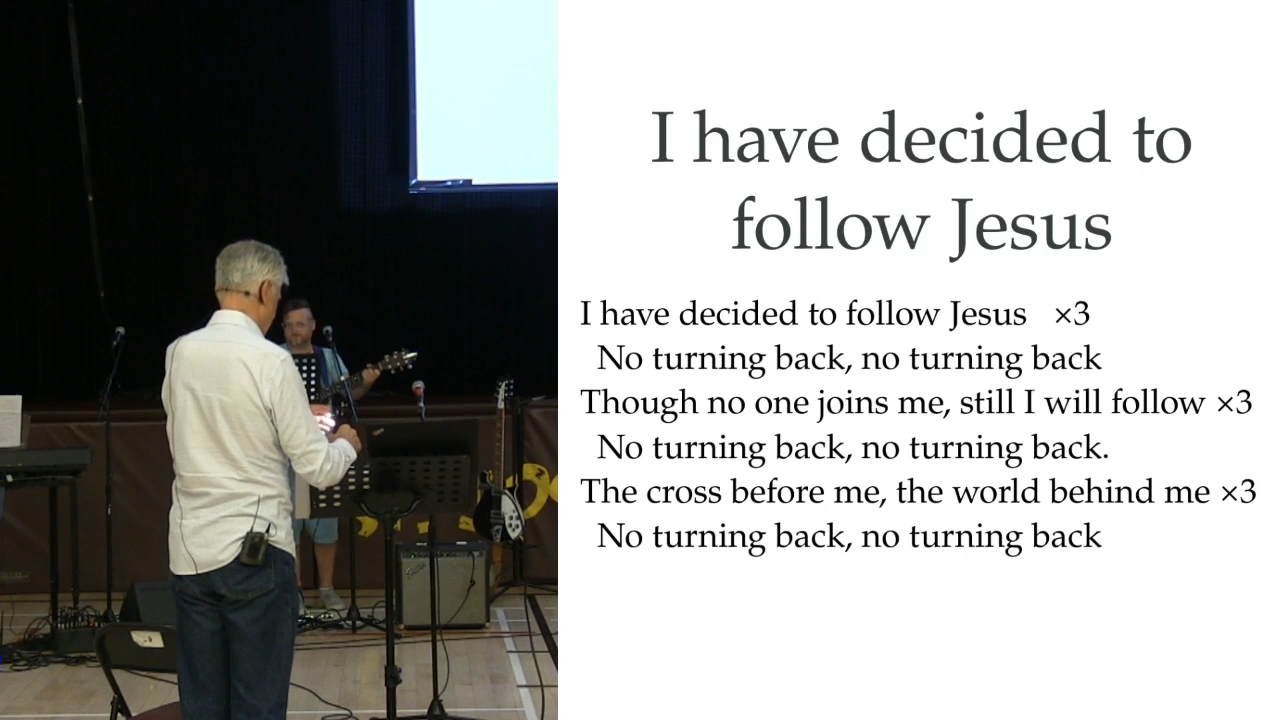 I have decided to
follow Jesus
I have decided to follow Jesus ×3
No turning back, no turning back
Though no one joins me, still I will follow ×3
No turning back, no turning back.
The cross before me, the world behind me ×3
No turning back, no turning back